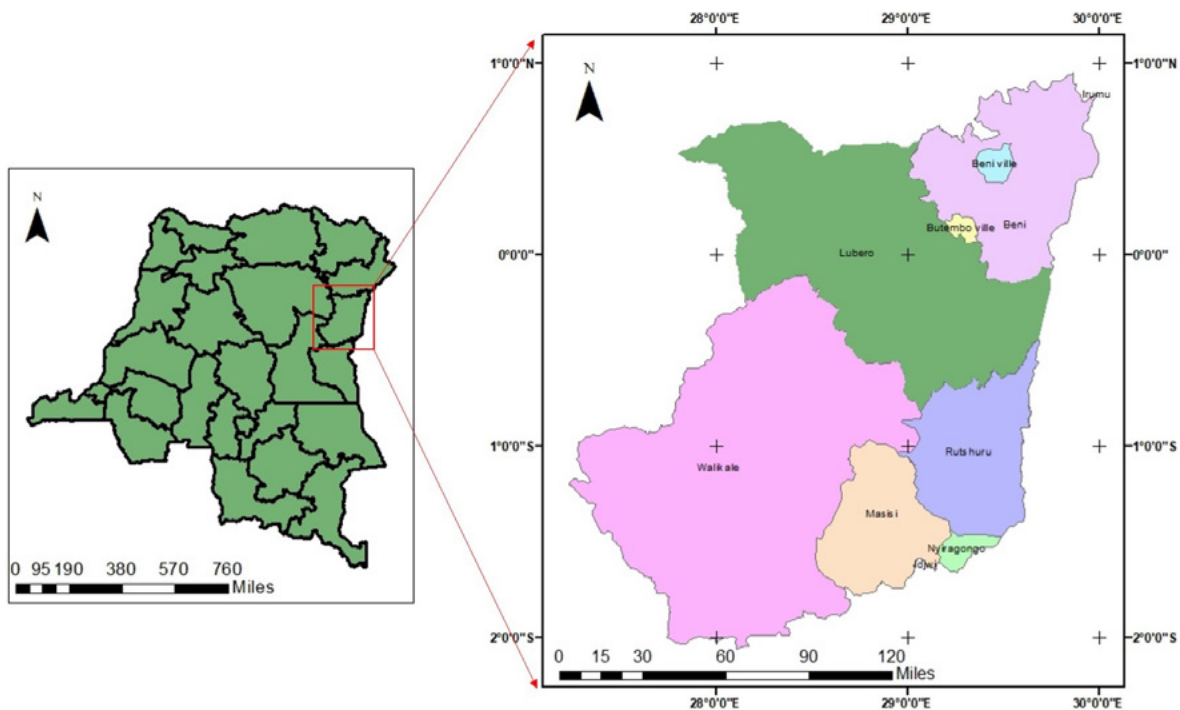 N
0 95 190 380 570 760
Miles
28°0'0"E 29°0'0"E 30°0'0"E
1°0'0"N 1°0'0"N
N
Irumu
Beni ville
Butembo ville
Beni
0°0'0" 0°0'0"
Lubero
1°0'0"S 1°0'0"S
Walikale
Rutshuru
Masisi
Nyiragongo
Idjwi
2°0'0"S 2°0'0"S
0 15 30 60 90 120
Miles
28°0'0"E 29°0'0"E 30°0'0"E